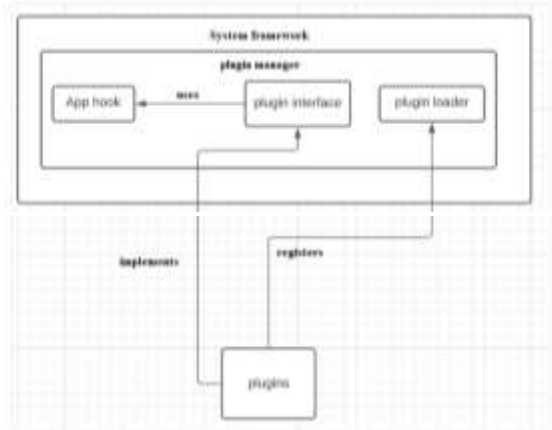 System framework
plugin manager
App hook
uses
plugin interface
plugin loader
implements
registers
plugins